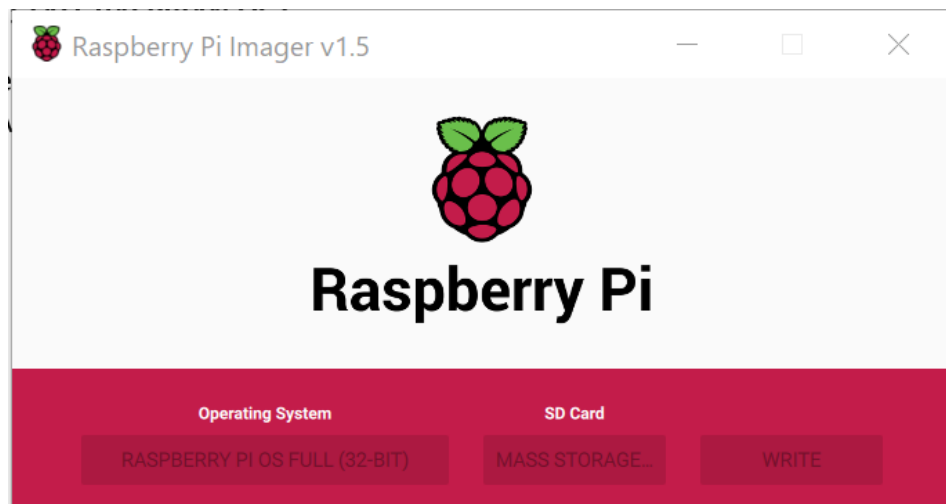 Raspberry Pi Imager v1.5
Raspberry Pi
Operating System
SD Card
RASPBERRY PI OS FULL (32-BIT)
MASS STORAGE...
WRITE